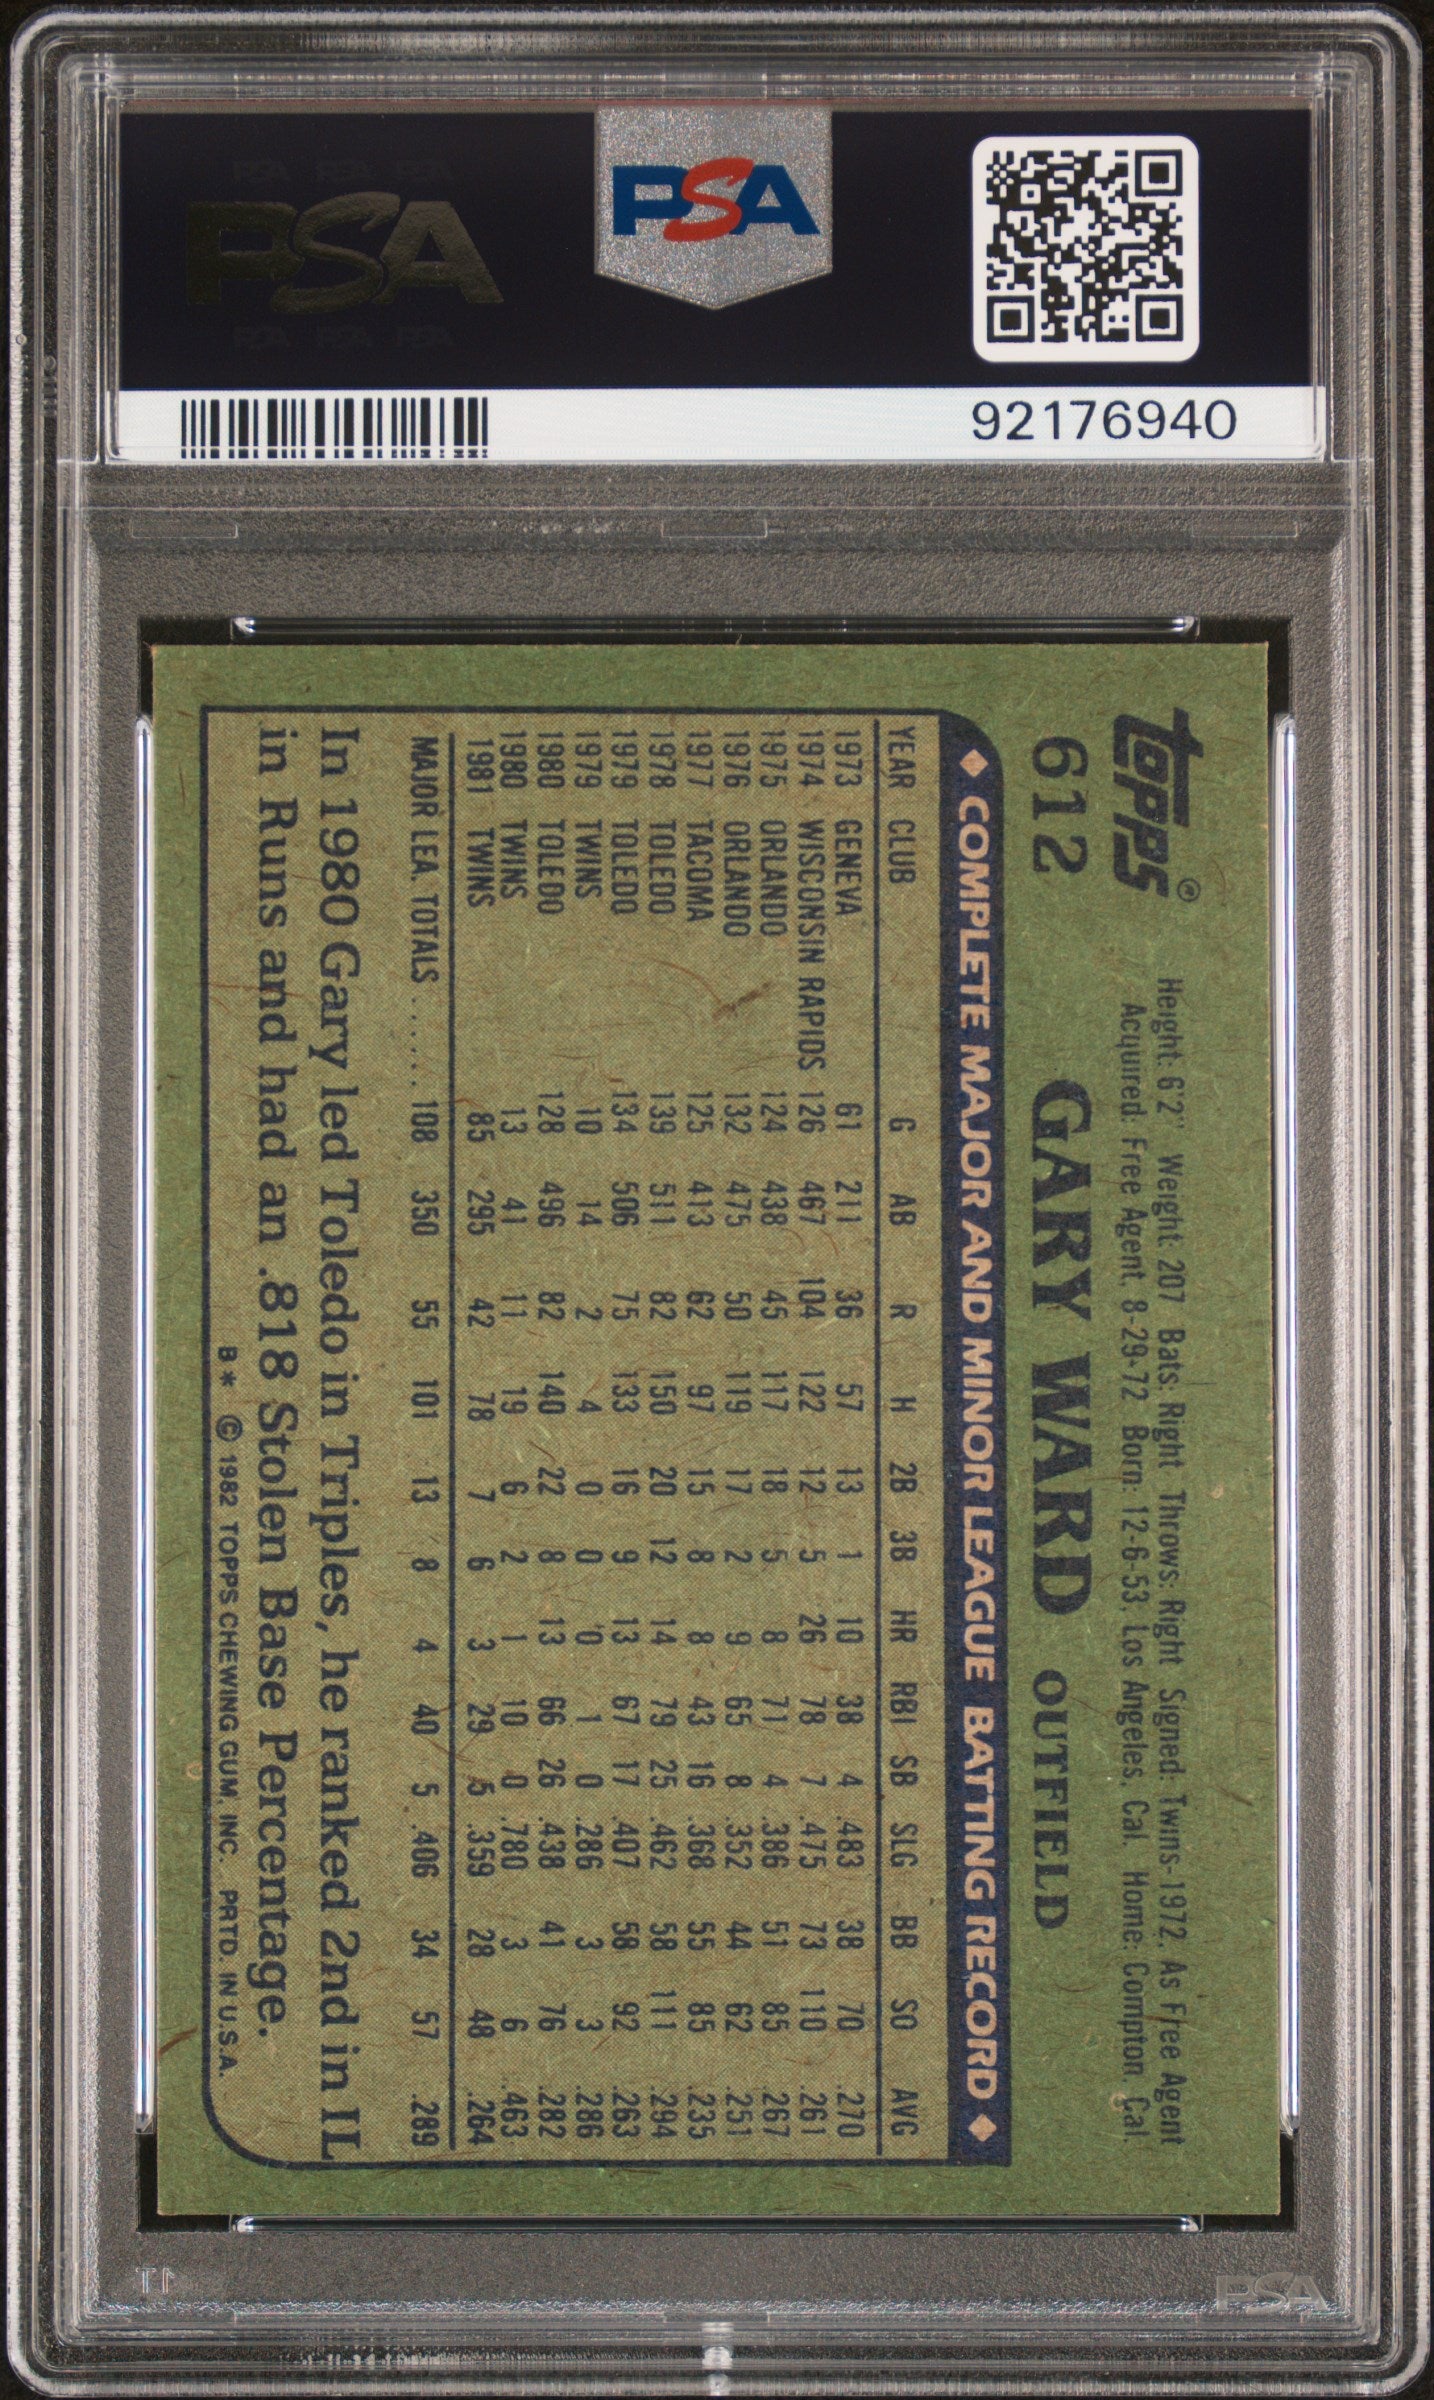 PSA PSA PSA
PSA
PSA PSA PSA
PSA
92176940
topps®
612 GARY WARD OUTFIELD
Height: 6'2" Weight: 207 Bats: Right Throws: Right Signed: Twins-1972, As Free Agent
Acquired: Free Agent, 8-29-72 Born: 12-6-53, Los Angeles, Cal. Home: Compton, Cal.
◆ COMPLETE MAJOR AND MINOR LEAGUE BATTING RECORD ◆
YEAR CLUB G AB R H 2B 3B HR RBI SB SLG BB SO AVG
1973 GENEVA 61 211 36 57 13 1 10 38 4 .483 38 70 .270
1974 WISCONSIN RAPIDS 126 467 104 122 12 5 26 78 7 .475 73 110 .261
1975 ORLANDO 124 438 45 117 18 5 8 71 4 .386 51 85 .267
1976 ORLANDO 132 475 50 119 17 2 9 65 8 .352 44 62 .251
1977 TACOMA 125 413 62 97 15 8 8 43 16 .368 55 85 .235
1978 TOLEDO 139 511 82 150 20 12 14 79 25 .462 58 111 .294
1979 TOLEDO 134 506 75 133 16 9 13 67 17 .407 58 92 .263
1979 TWINS 10 14 2 4 0 0 0 1 0 .286 3 3 .286
1980 TOLEDO 128 496 82 140 22 8 13 66 26 .438 41 76 .282
1980 TWINS 13 41 11 19 6 2 1 10 0 .780 3 6 .463
1981 TWINS 85 295 42 78 7 6 3 29 5 .359 28 48 .264
MAJOR LEA. TOTALS ...... 108 350 55 101 13 8 4 40 5 .406 34 57 .289
In 1980 Gary led Toledo in Triples, he ranked 2nd in IL
in Runs and had an .818 Stolen Base Percentage.
B* © 1982 TOPPS CHEWING GUM, INC. PRTD. IN U.S.A.
PSA